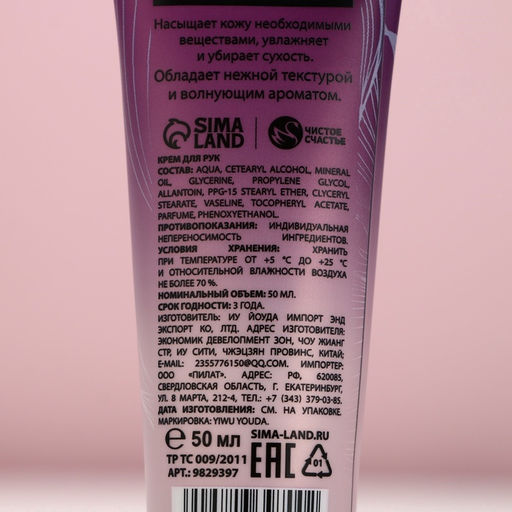 Насыщает кожу необходимыми
веществами, увлажняет
и убирает сухость.
Обладает нежной текстурой
и волнующим ароматом.
SIMA
LAND
ЧИСТОЕ
СЧАСТЬЕ
КРЕМ ДЛЯ РУК
СОСТАВ: AQUA, CETEARYL ALCOHOL, MINERAL
OIL, GLYCERINE, PROPYLENE GLYCOL,
ALLANTOIN, PPG-15 STEARYL ETHER, GLYCERYL
STEARATE, VASELINE, TOCOPHERYL ACETATE,
PARFUME, PHENOXYETHANOL.
ПРОТИВОПОКАЗАНИЯ: ИНДИВИДУАЛЬНАЯ
НЕПЕРЕНОСИМОСТЬ ИНГРЕДИЕНТОВ.
УСЛОВИЯ ХРАНЕНИЯ: ХРАНИТЬ
ПРИ ТЕМПЕРАТУРЕ ОТ +5 °C ДО +25 °C
И ОТНОСИТЕЛЬНОЙ ВЛАЖНОСТИ ВОЗДУХА
НЕ БОЛЕЕ 70 %.
НОМИНАЛЬНЫЙ ОБЪЕМ: 50 МЛ.
СРОК ГОДНОСТИ: 3 ГОДА.
ИЗГОТОВИТЕЛЬ: ИУ ЙОУДА ИМПОРТ ЭНД
ЭКСПОРТ КО, ЛТД. АДРЕС ИЗГОТОВИТЕЛЯ:
ЭКОНОМИК ДЕВЕЛОПМЕНТ ЗОН, ЧОУ ЖИАНГ
СТР, ИУ СИТИ, ЧЖЭЦЗЯН ПРОВИНС, КИТАЙ;
E-MAIL: 2355776150@QQ.COM. ИМПОРТЕР:
ООО «ПИЛАТ». АДРЕС: РФ, 620085,
СВЕРДЛОВСКАЯ ОБЛАСТЬ, Г. ЕКАТЕРИНБУРГ,
УЛ. 8 МАРТА, 212-4, ТЕЛ.: +7 (343) 379-03-85.
ДАТА ИЗГОТОВЛЕНИЯ: СМ. НА УПАКОВКЕ.
МАРКИРОВКА: YIWU YOUDA.
℮ 50 МЛ SIMA-LAND.RU
ТР ТС 009/2011
АРТ.: 9829397
EAC
01